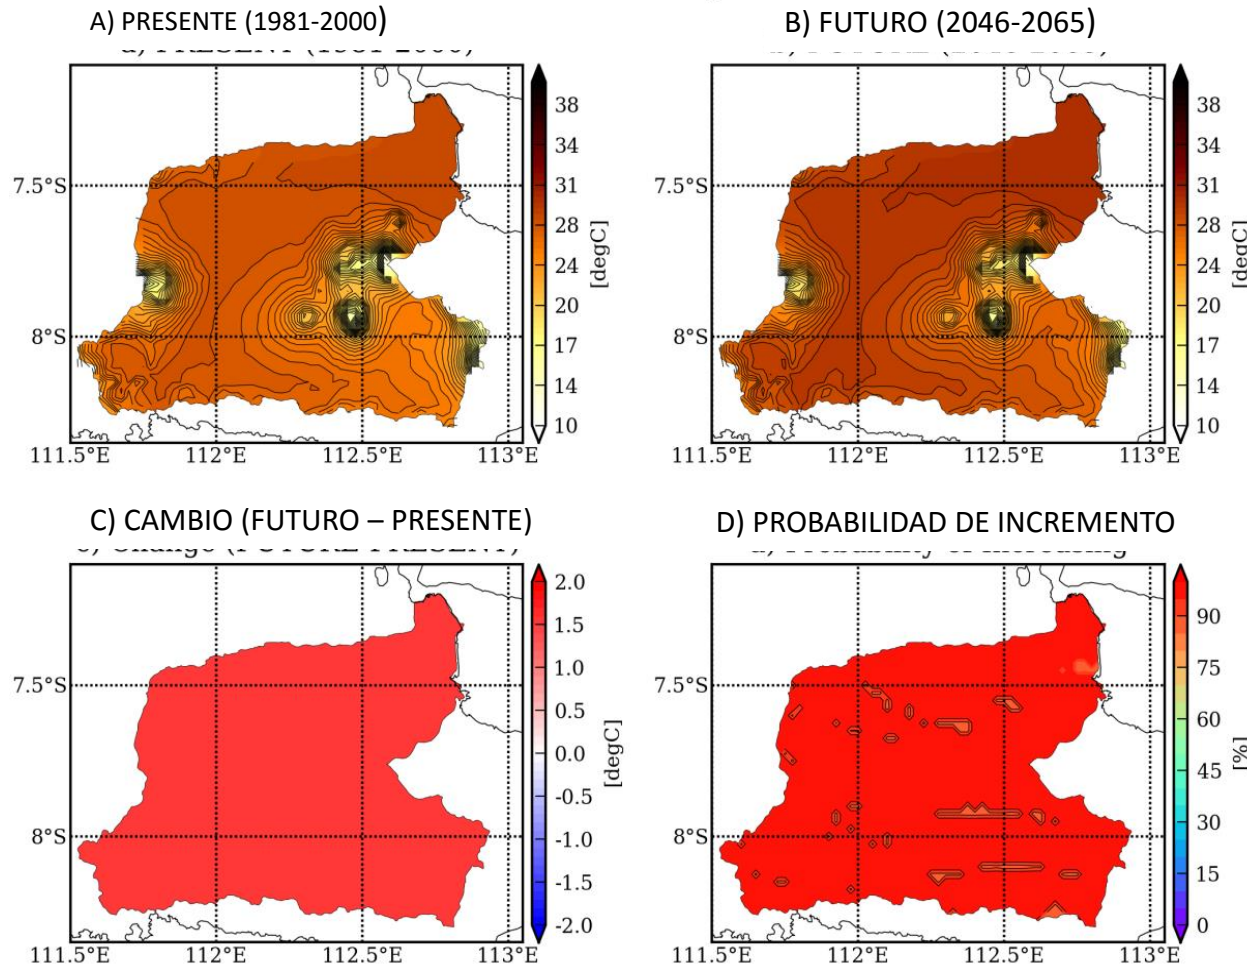 A) PRESENTE (1981-2000)
B) FUTURO (2046-2065)
38
34
31
28
24
20
17
14
10
[degC]
7.5°S
8°S
111.5°E
112°E
112.5°E
113°E
38
34
31
28
24
20
17
14
10
[degC]
7.5°S
8°S
111.5°E
112°E
112.5°E
113°E
C) CAMBIO (FUTURO – PRESENTE)
D) PROBABILIDAD DE INCREMENTO
2.0
1.5
1.0
0.5
0.0
-0.5
-1.0
-1.5
-2.0
[degC]
7.5°S
8°S
111.5°E
112°E
112.5°E
113°E
90
75
60
45
30
15
0
[%]
7.5°S
8°S
111.5°E
112°E
112.5°E
113°E